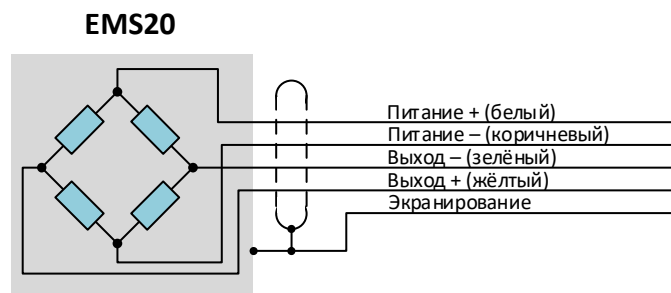 EMS20
Питание + (белый)
Питание – (коричневый)
Выход – (зелёный)
Выход + (жёлтый)
Экранирование